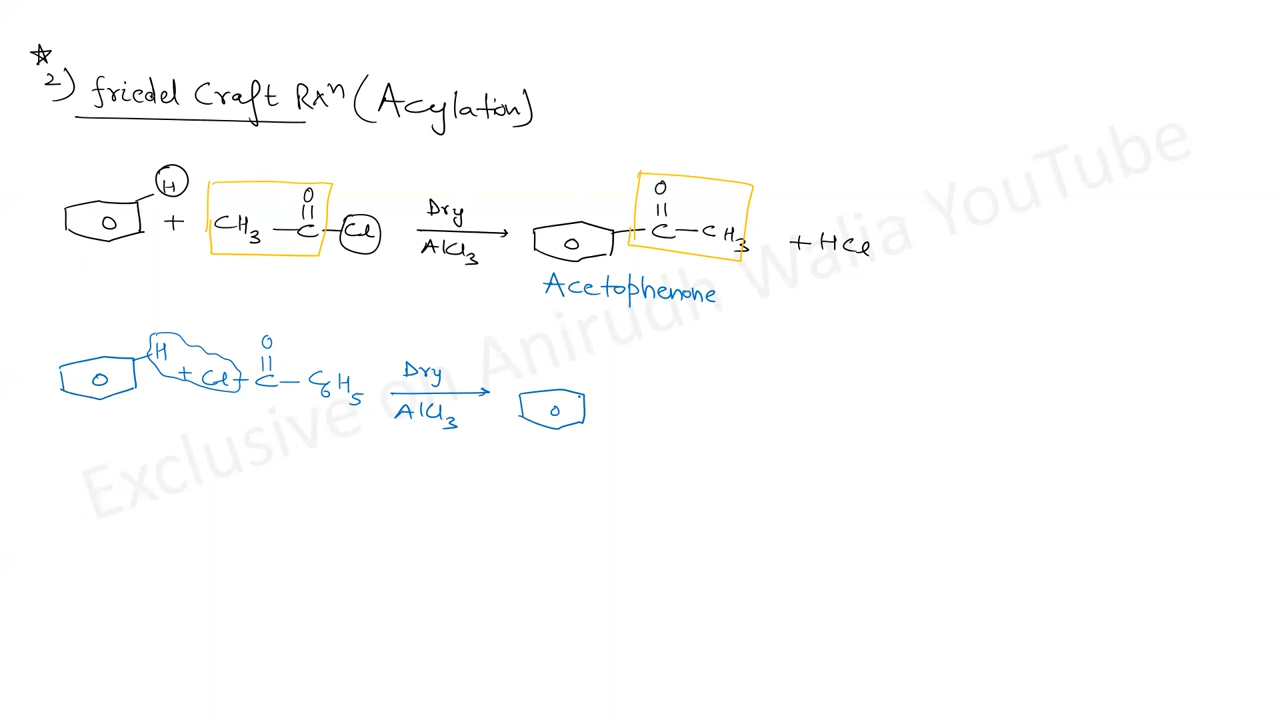 ☆
2) Friedel Craft Rxⁿ (Acylation)
H + CH₃ — C(=O) — Cl  Dry AlCl₃ →  C(=O) — CH₃ + HCl
Acetophenone
H + Cl — C(=O) — C₆H₅  Dry AlCl₃ →
Exclusive on Anirudh Walia YouTube